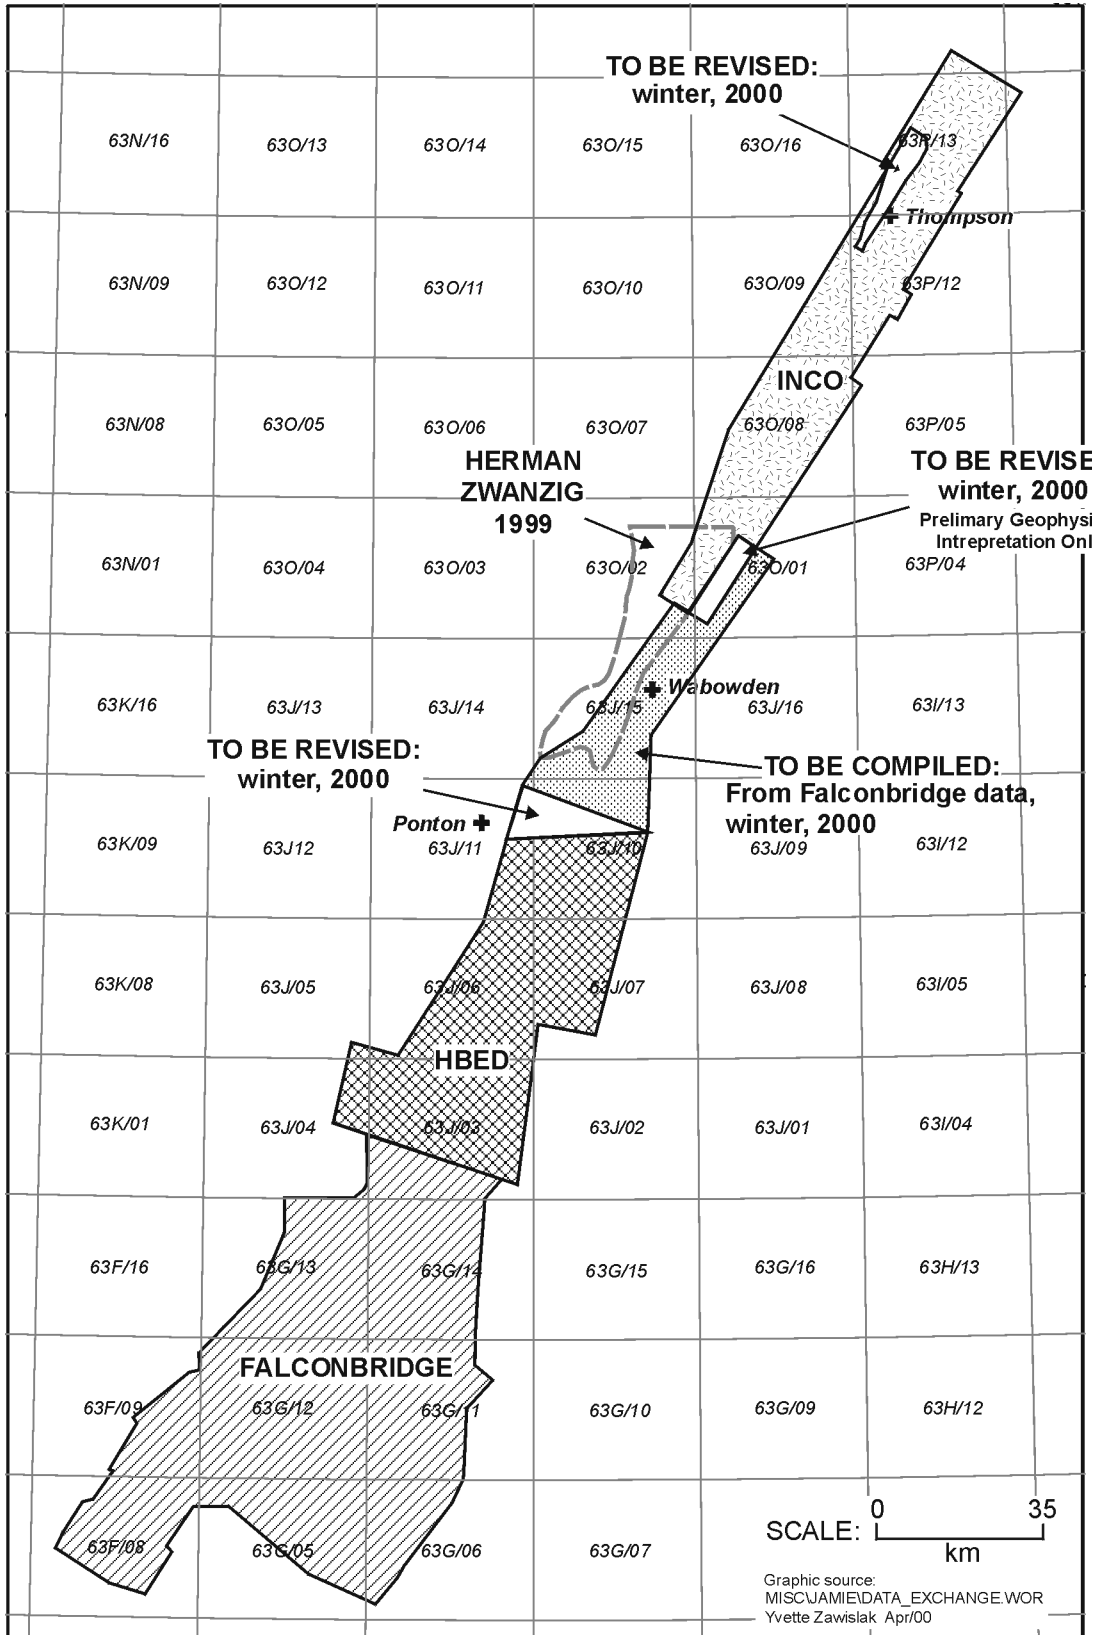 TO BE REVISED:
winter, 2000
63N/16
63O/13
63O/14
63O/15
63O/16
63P/13
Thompson
63N/09
63O/12
63O/11
63O/10
63O/09
63P/12
INCO
63N/08
63O/05
63O/06
63O/07
63O/08
63P/05
HERMAN
ZWANZIG
1999
TO BE REVISE
winter, 2000
Prelimary Geophysi
Intrepretation Onl
63N/01
63O/04
63O/03
63O/02
63O/01
63P/04
Wabowden
63K/16
63J/13
63J/14
63J/15
63J/16
63I/13
TO BE REVISED:
winter, 2000
TO BE COMPILED:
From Falconbridge data,
winter, 2000
Ponton
63K/09
63J12
63J/11
63J/10
63J/09
63I/12
63K/08
63J/05
63J/06
63J/07
63J/08
63I/05
HBED
63K/01
63J/04
63J/03
63J/02
63J/01
63I/04
63F/16
63G/13
63G/14
63G/15
63G/16
63H/13
FALCONBRIDGE
63F/09
63G/12
63G/11
63G/10
63G/09
63H/12
63F/08
63G/05
63G/06
63G/07
0 35
SCALE:
km
Graphic source:
MISC\JAMIE\DATA_EXCHANGE.WOR
Yvette Zawislak Apr/00